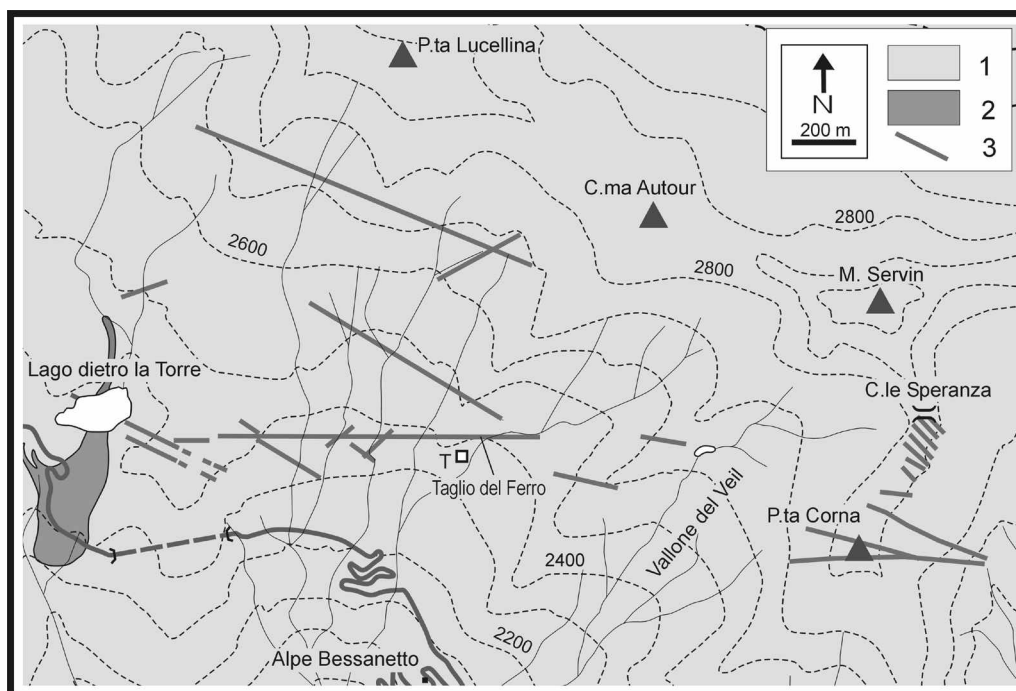 P.ta Lucellina
N
200 m
1
2
3
C.ma Autour
2800
2600
2800
M. Servin
Lago dietro la Torre
C.le Speranza
T
Taglio del Ferro
Vallone del Veil
P.ta Corna
2400
2200
Alpe Bessanetto